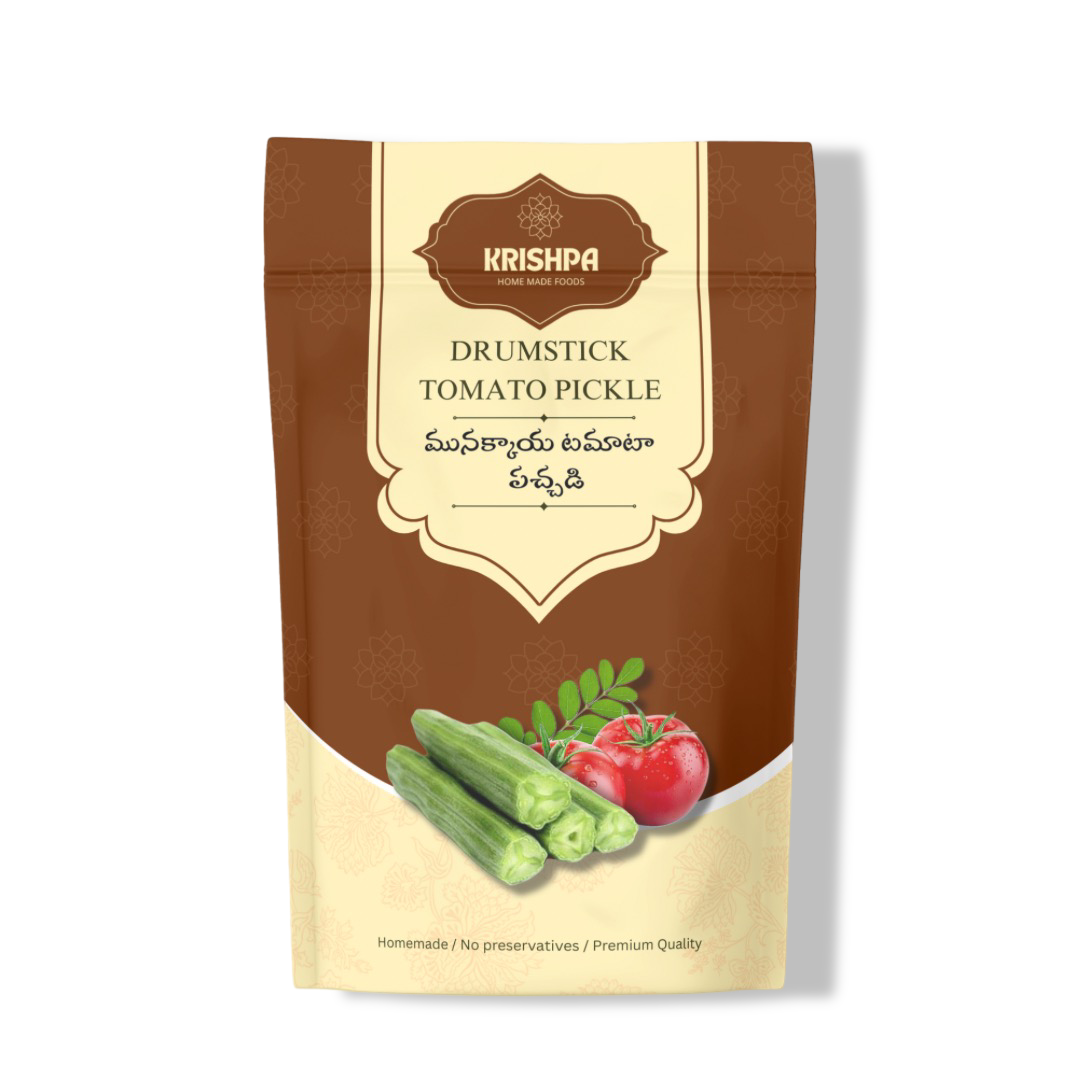 KRISHPA
HOME MADE FOODS
DRUMSTICK
TOMATO PICKLE
మునక్కాయ టమాటా
పచ్చడి
Homemade / No preservatives / Premium Quality